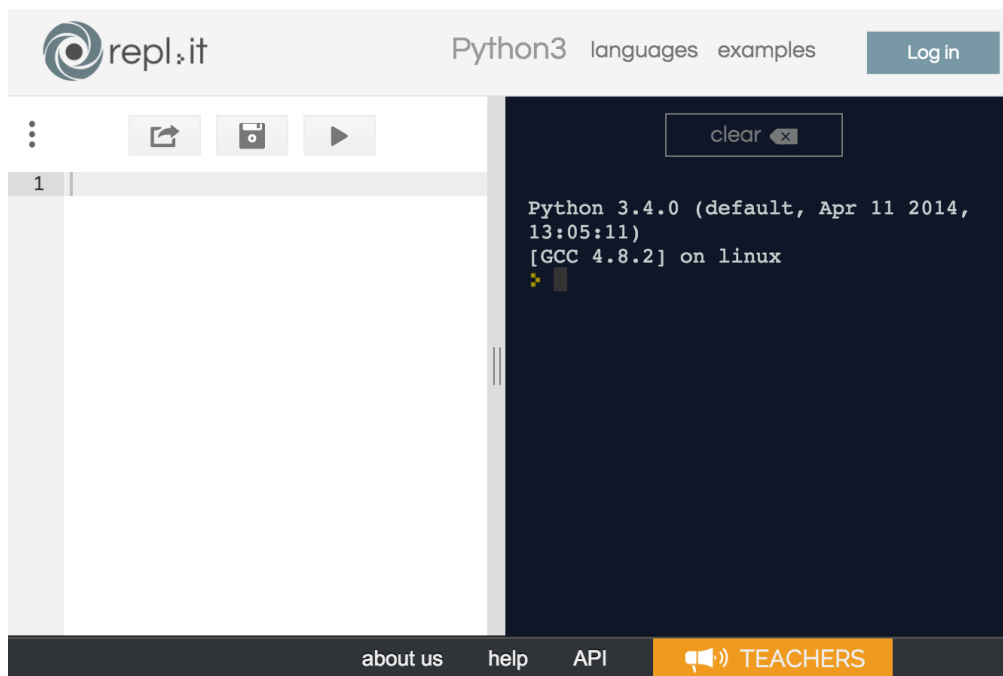 repl.it Python3 languages examples Log in
clear
1
Python 3.4.0 (default, Apr 11 2014,
13:05:11)
[GCC 4.8.2] on linux
>
about us help API TEACHERS